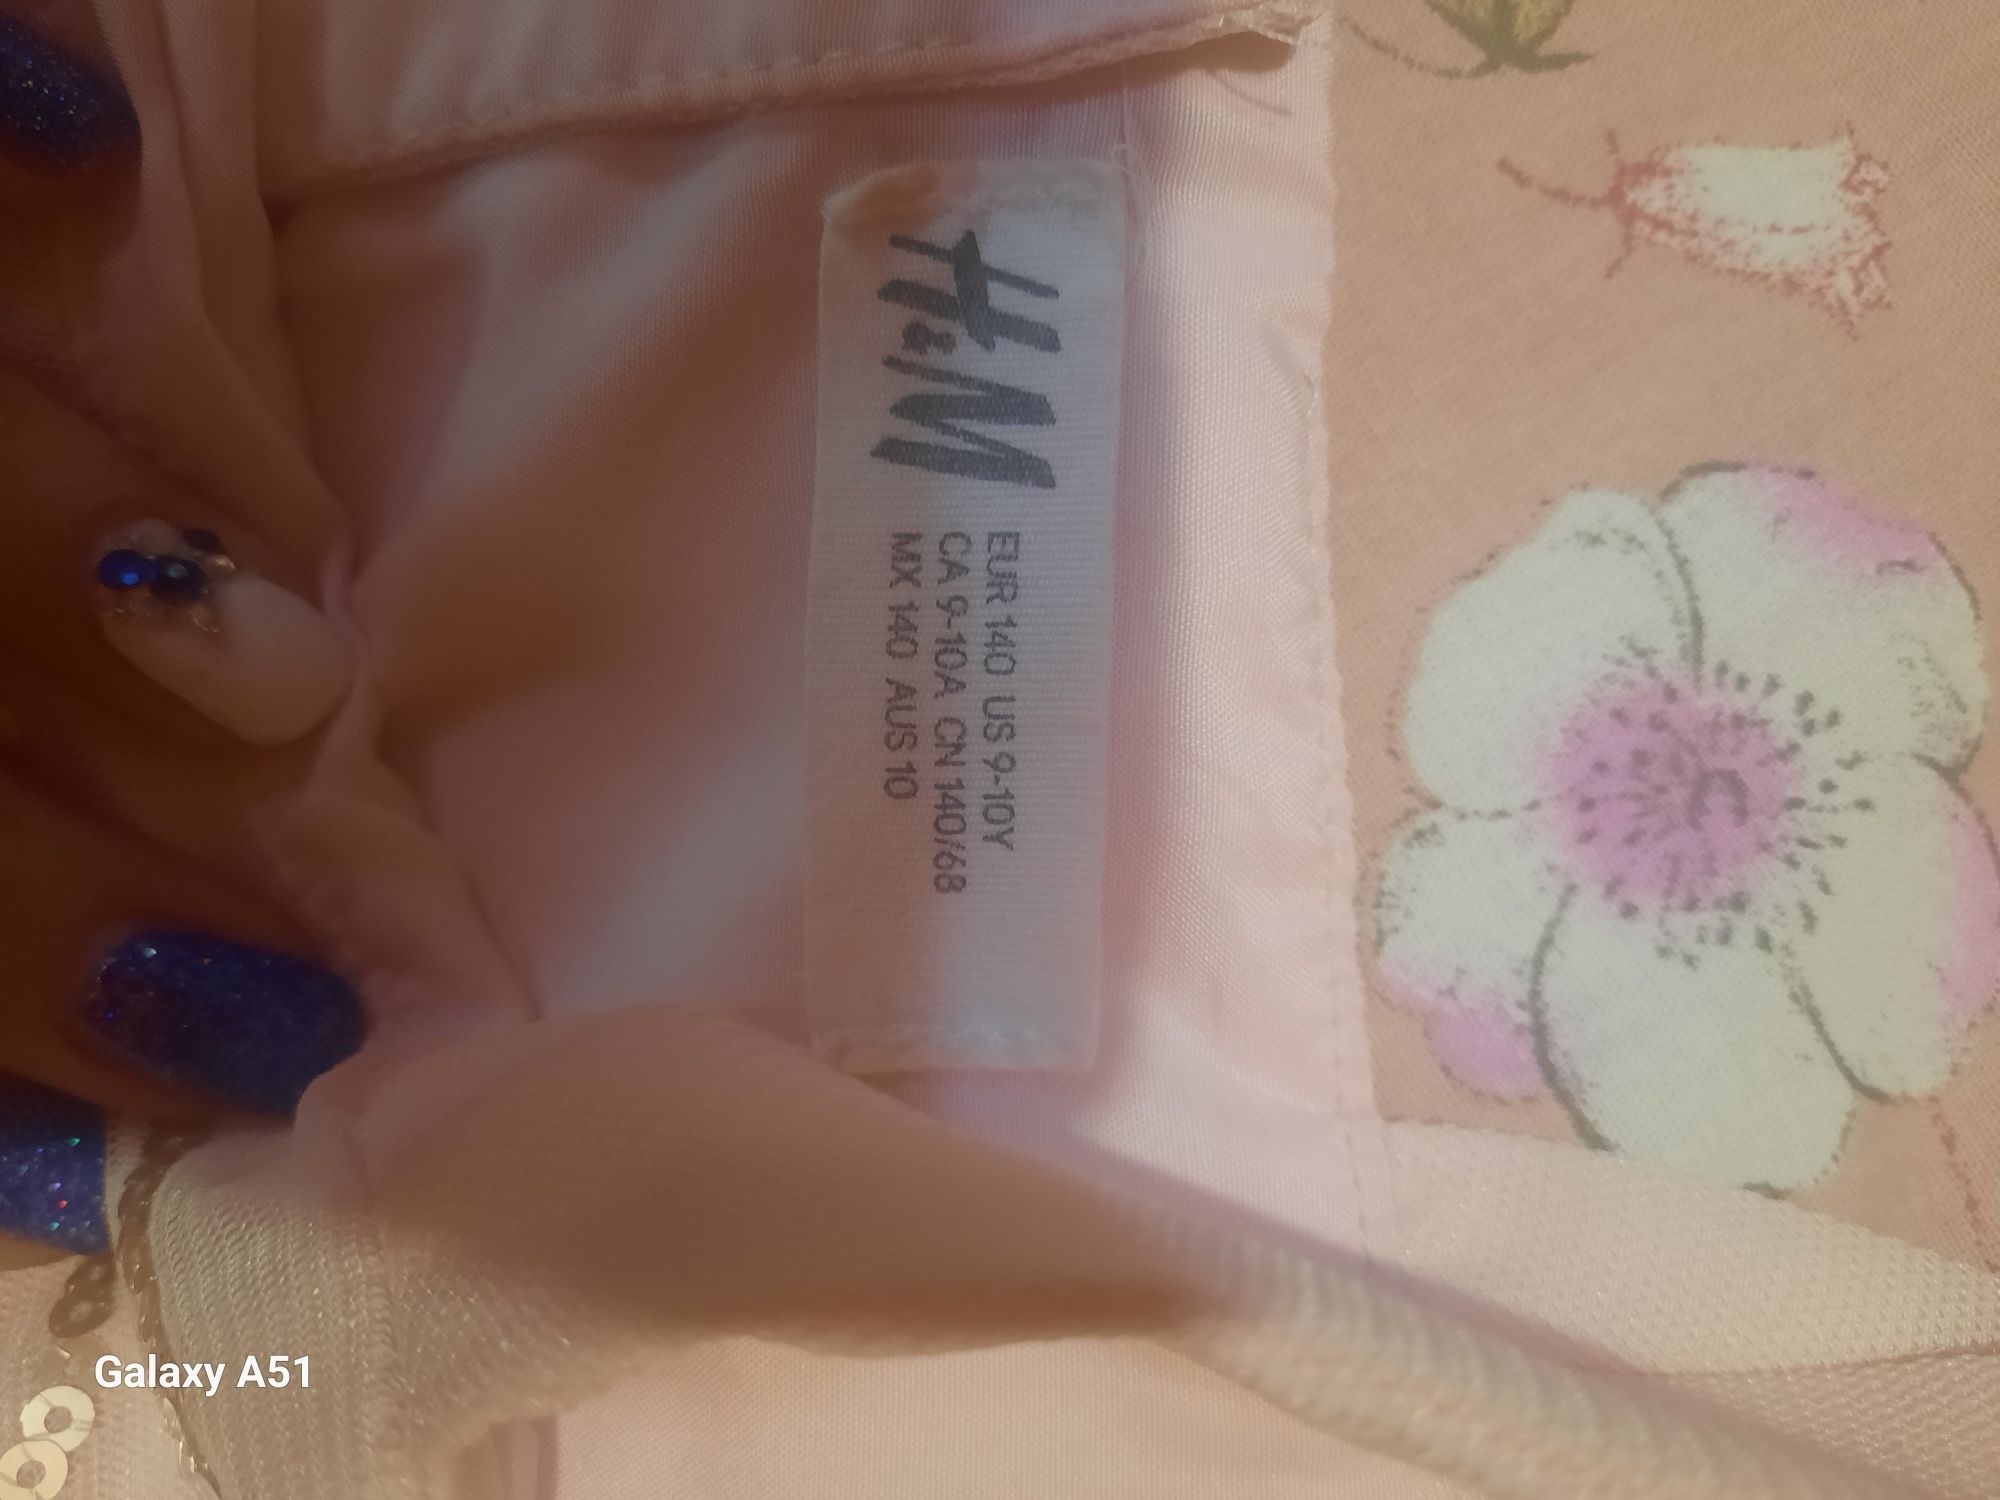 H&M
EUR 140 US 9-10Y
CA 9-10A CN 140/68
MX 140 AUS 10
Galaxy A51